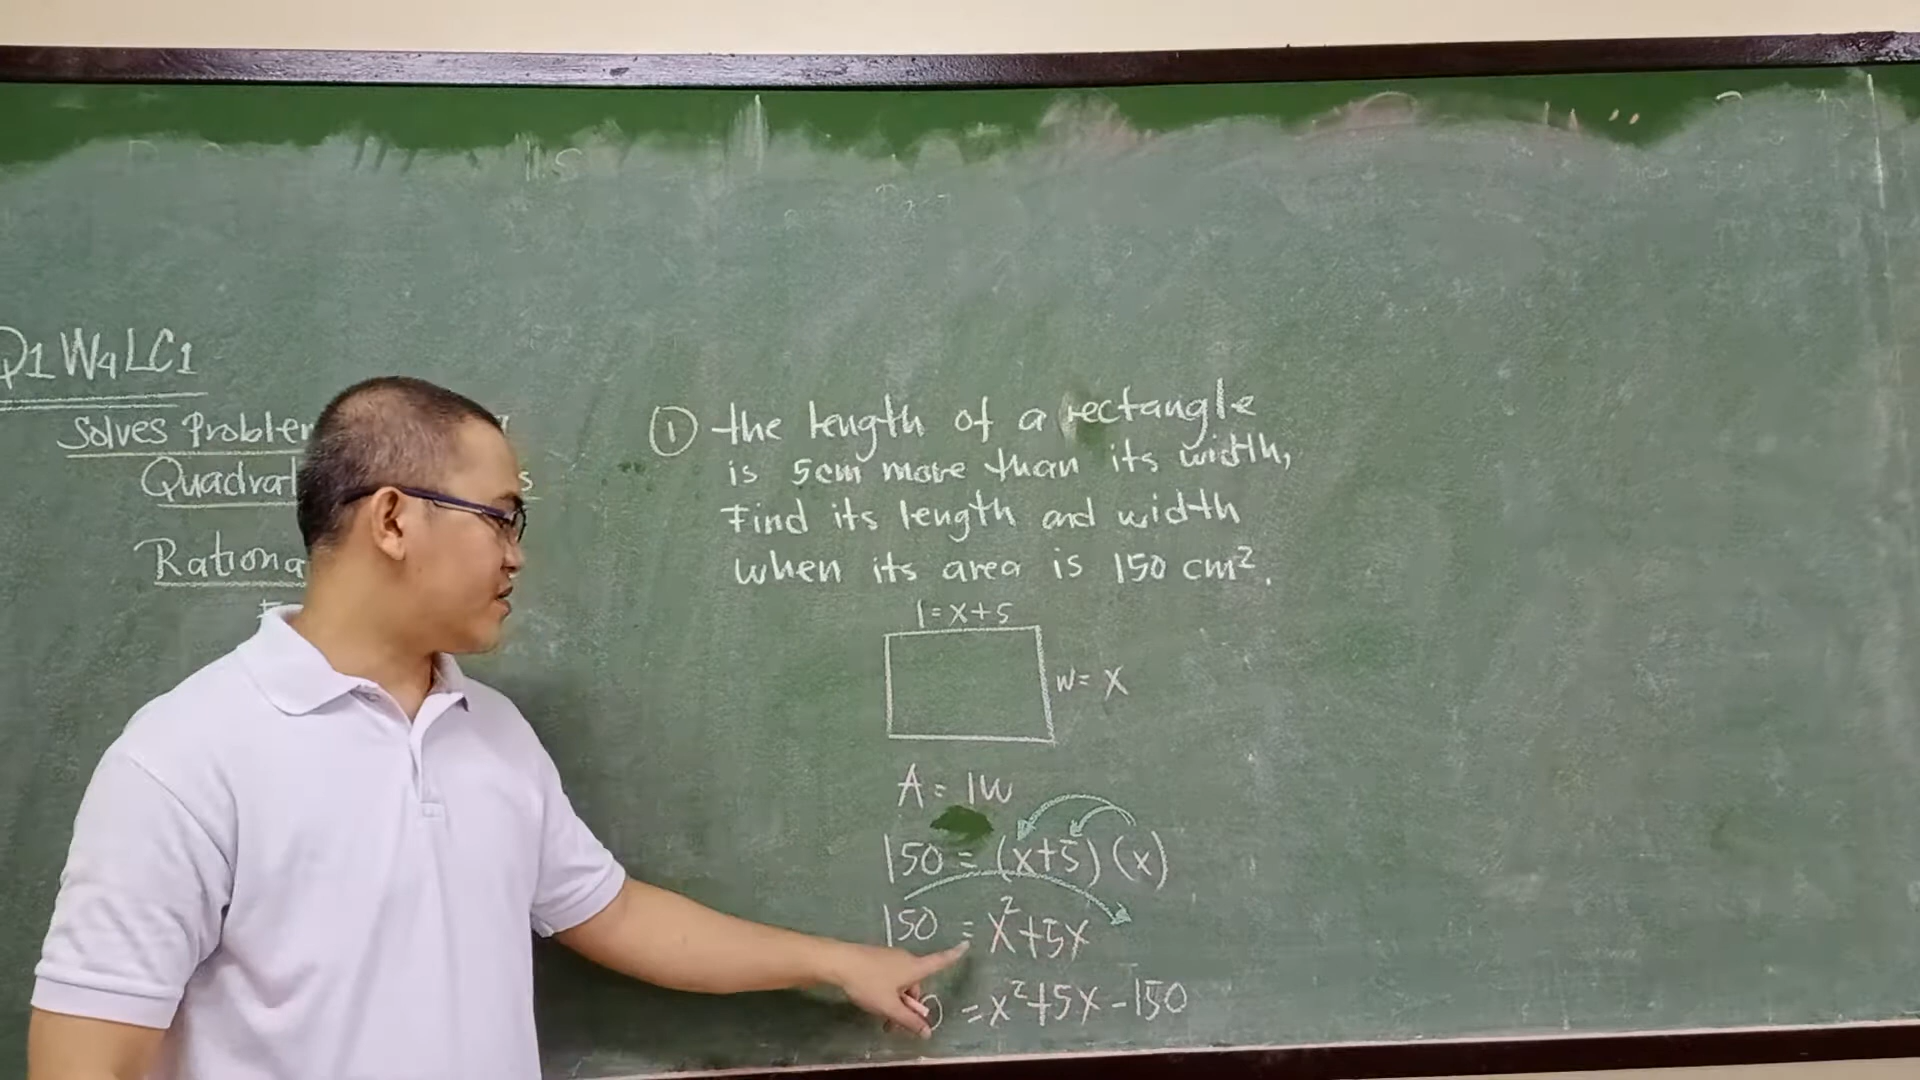 Q1 W4 LC1
Solves
Quadrat
Rationa
① the length of a rectangle
is 5cm more than its width,
Find its length and width
when its area is 150 cm².
l = x+5
w = x
A = lw
150 = (x+5)(x)
150 = x²+5x
0 = x²+5x-150